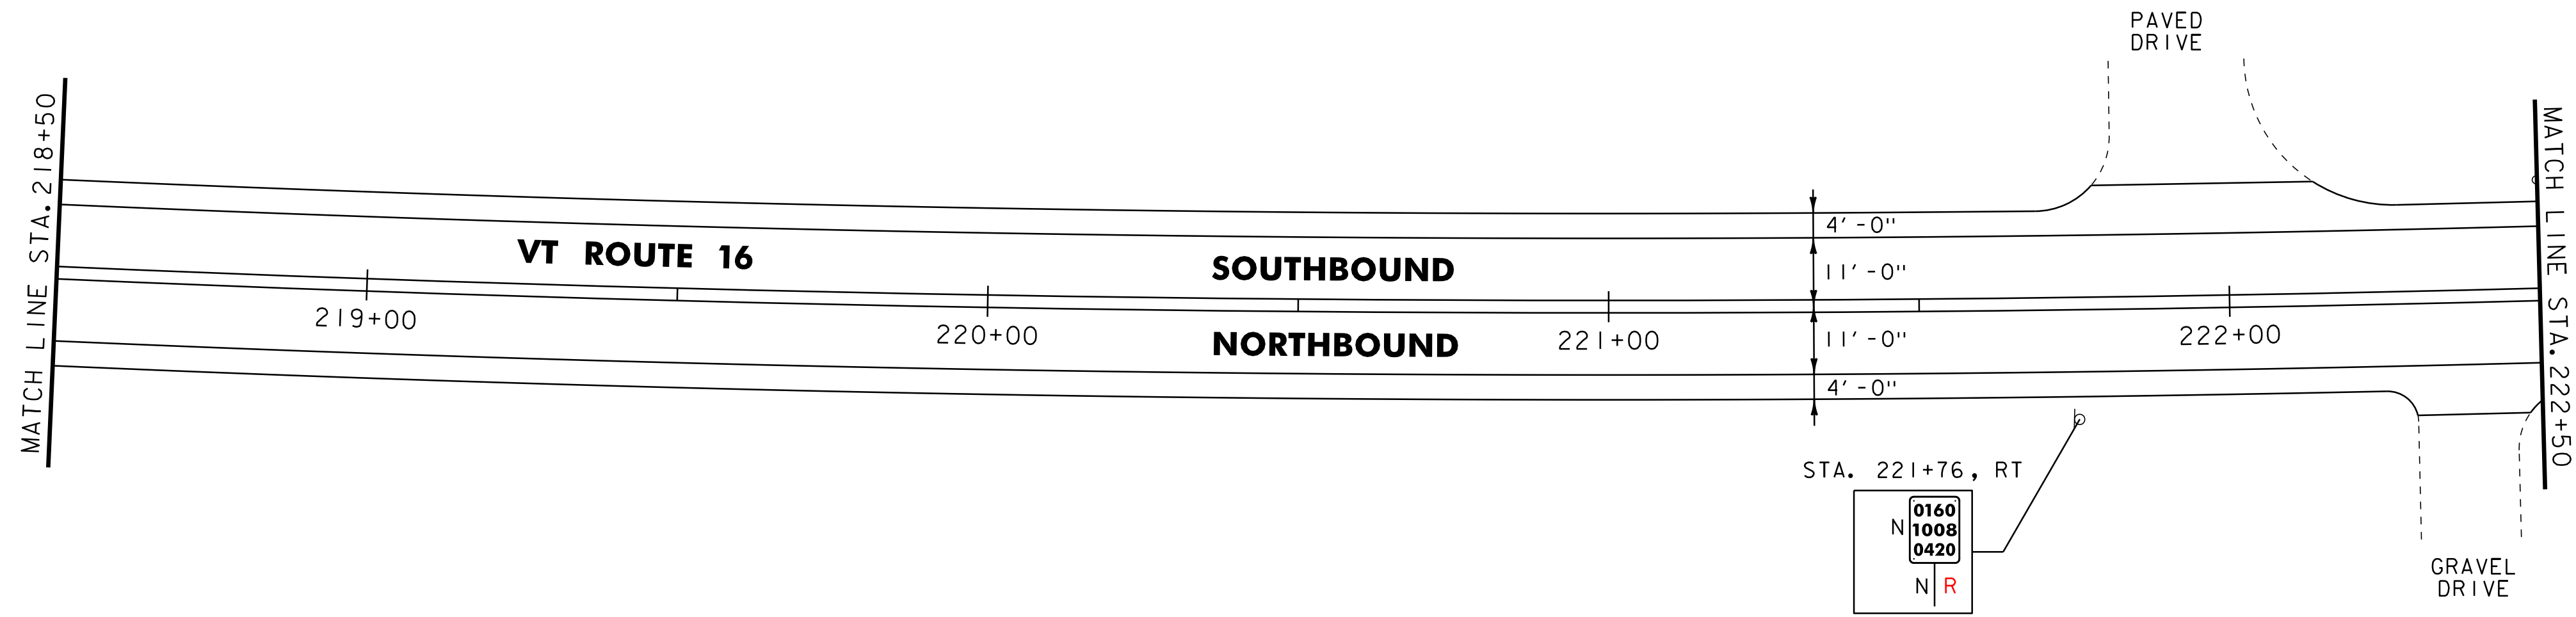 PAVED
DRIVE
MATCH LINE STA. 218+50
MATCH LINE STA. 222+50
4'-0"
VT ROUTE 16
SOUTHBOUND
11'-0"
219+00
220+00
221+00
222+00
NORTHBOUND
11'-0"
4'-0"
STA. 221+76, RT
0160
N 1008
0420
N R
GRAVEL
DRIVE